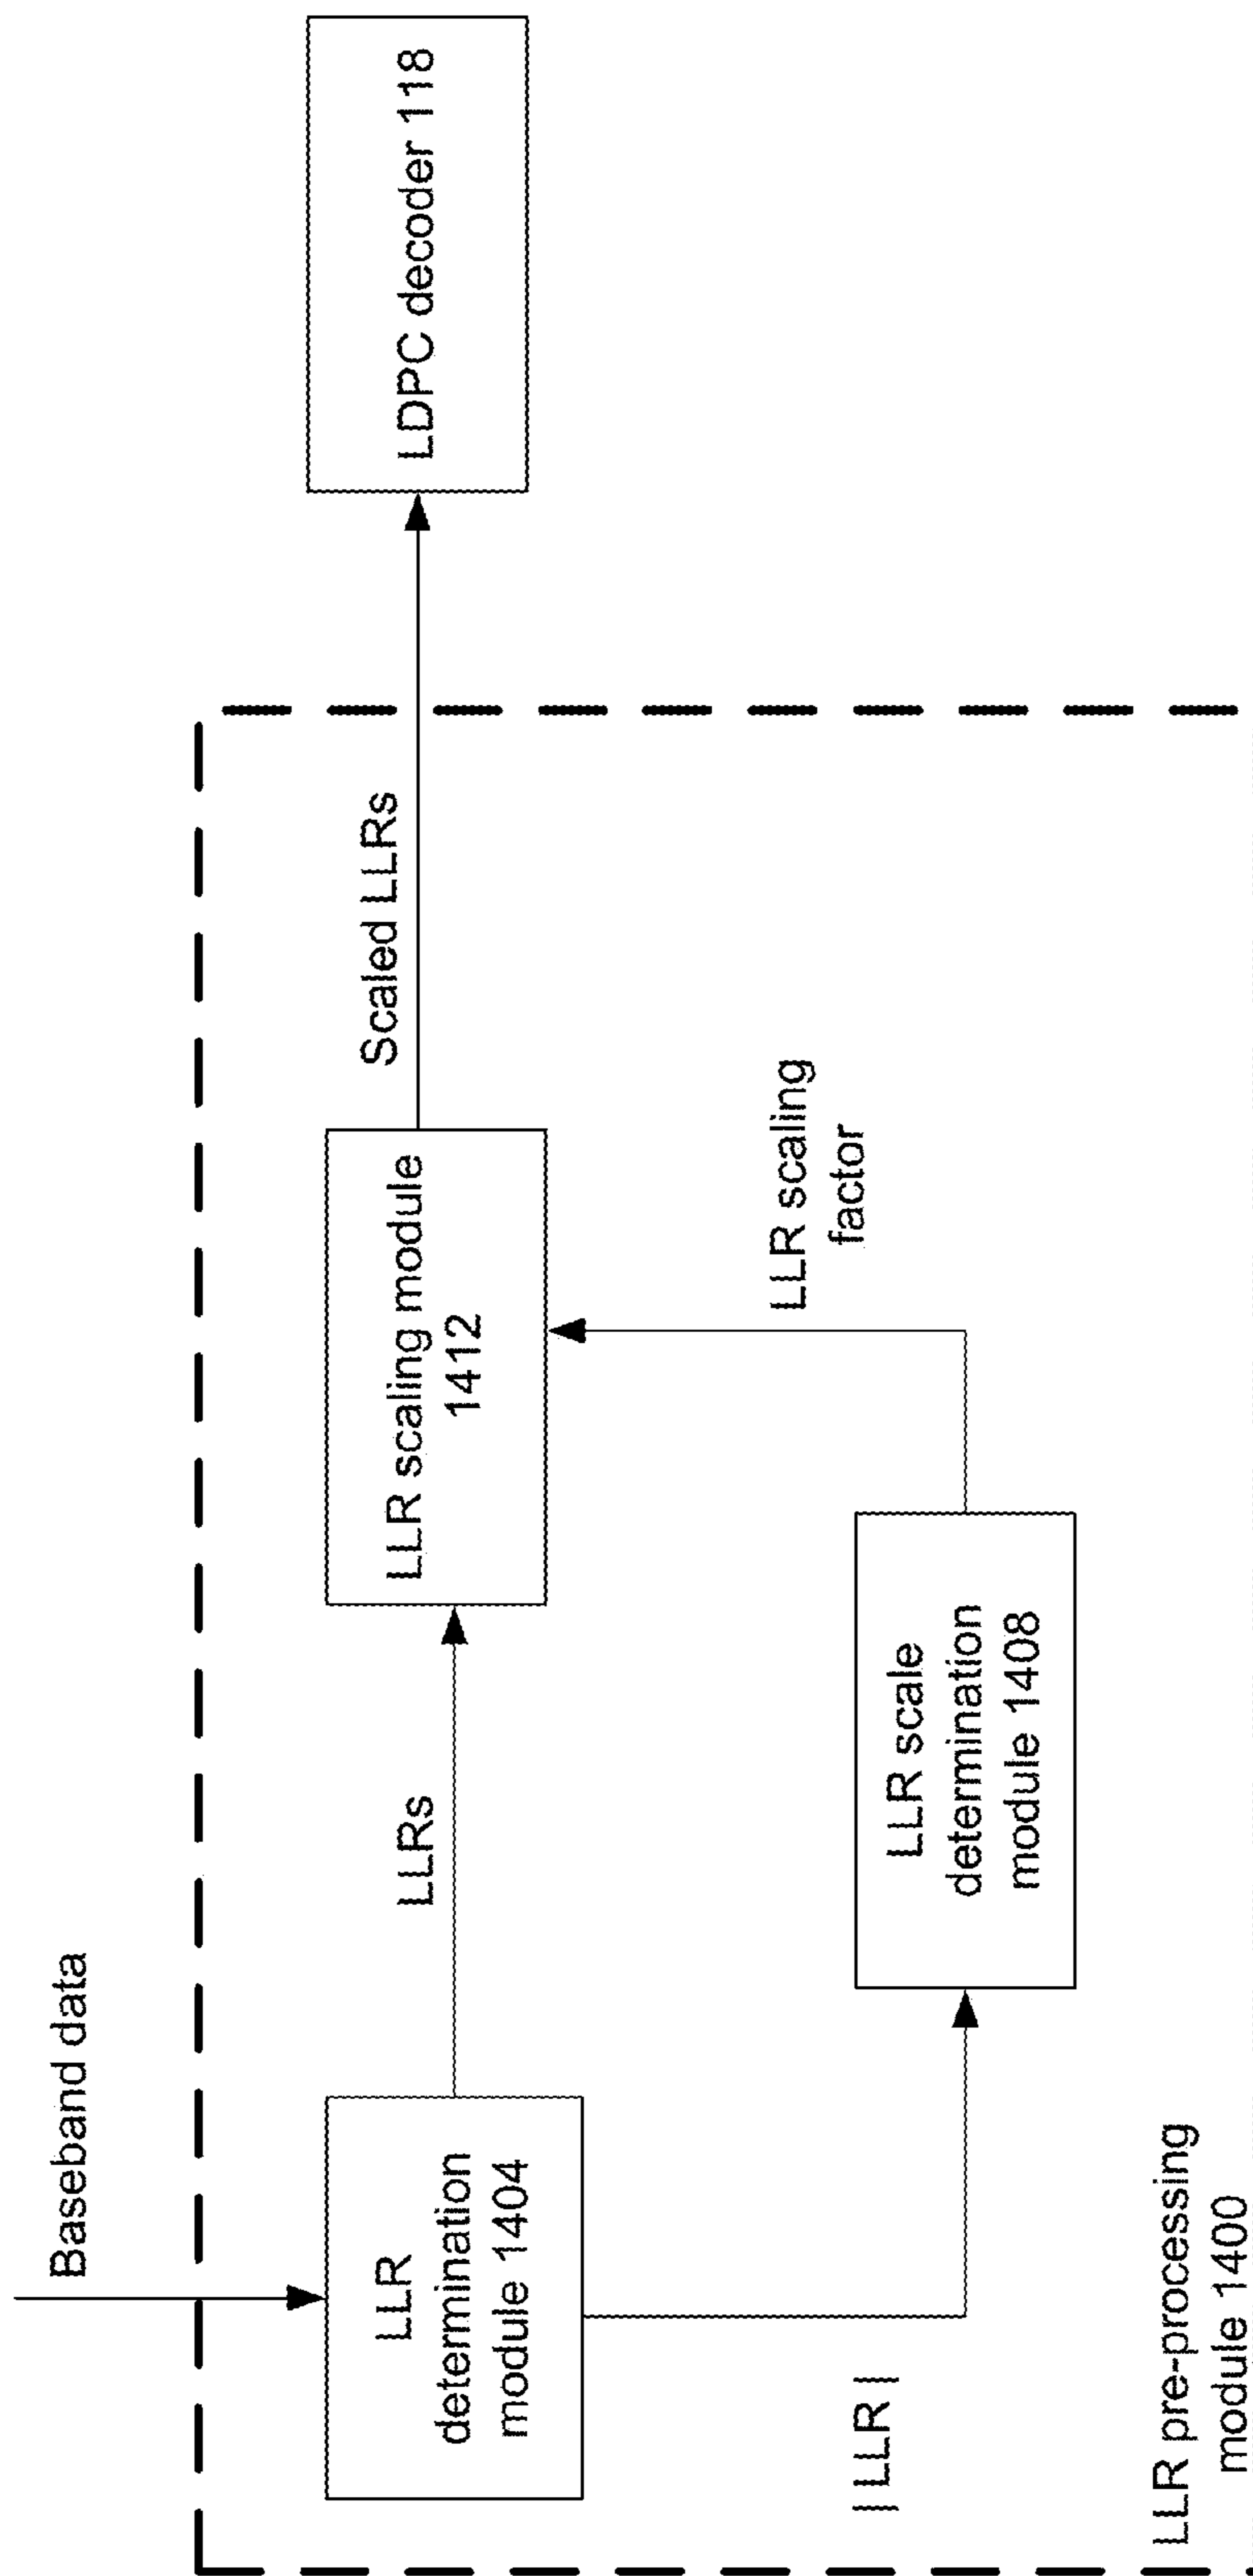 Baseband data
LLR
determination
module 1404
LLRs
LLR scaling module
1412
Scaled LLRs
LDPC decoder 118
| LLR |
LLR scale
determination
module 1408
LLR scaling
factor
LLR pre-processing
module 1400